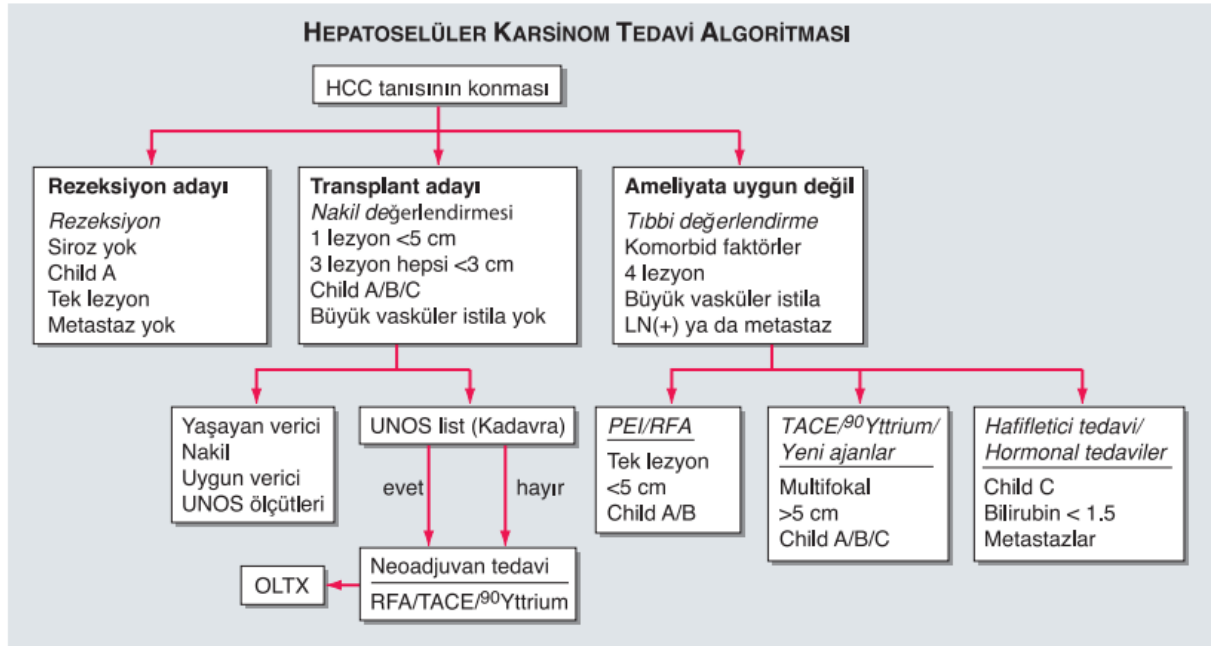 HEPATOSELÜLER KARSİNOM TEDAVİ ALGORİTMASI
HCC tanısının konması
Rezeksiyon adayı
Rezeksiyon
Siroz yok
Child A
Tek lezyon
Metastaz yok
Transplant adayı
Nakil değerlendirmesi
1 lezyon <5 cm
3 lezyon hepsi <3 cm
Child A/B/C
Büyük vasküler istila yok
Ameliyata uygun değil
Tıbbi değerlendirme
Komorbid faktörler
4 lezyon
Büyük vasküler istila
LN(+) ya da metastaz
Yaşayan verici
Nakil
Uygun verici
UNOS ölçütleri
UNOS list (Kadavra)
evet
hayır
Neoadjuvan tedavi
RFA/TACE/⁹⁰Yttrium
OLTX
PEI/RFA
Tek lezyon
<5 cm
Child A/B
TACE/⁹⁰Yttrium/
Yeni ajanlar
Multifokal
>5 cm
Child A/B/C
Hafifletici tedavi/
Hormonal tedaviler
Child C
Bilirubin < 1.5
Metastazlar